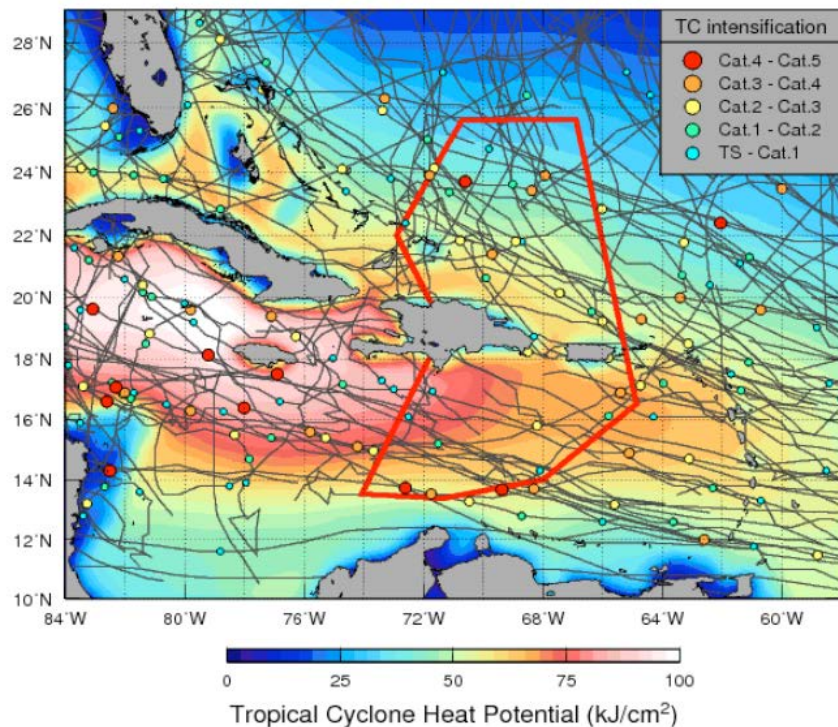 28°N
26°N
24°N
22°N
20°N
18°N
16°N
14°N
12°N
10°N
84°W 80°W 76°W 72°W 68°W 64°W 60°W
TC intensification
Cat.4 - Cat.5
Cat.3 - Cat.4
Cat.2 - Cat.3
Cat.1 - Cat.2
TS - Cat.1
0 25 50 75 100
Tropical Cyclone Heat Potential (kJ/cm²)